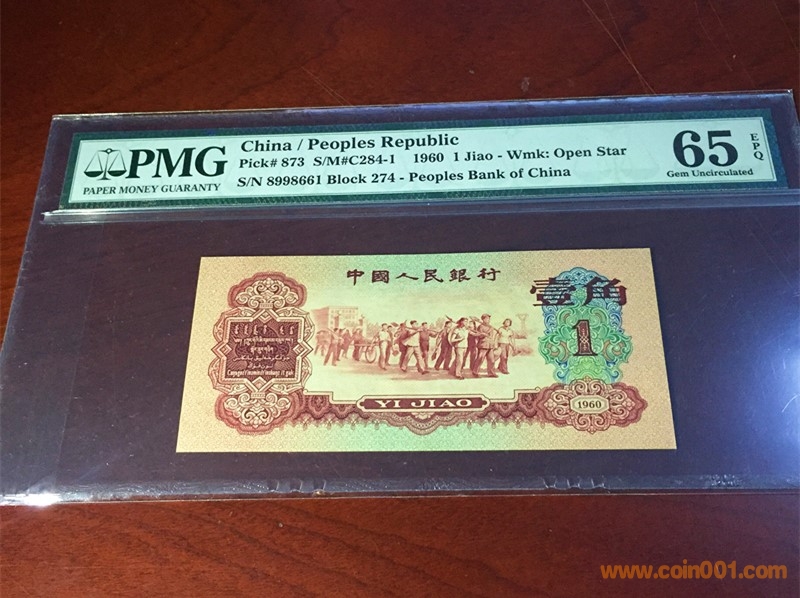 PMG
PAPER MONEY GUARANTY
China / Peoples Republic
Pick# 873 S/M#C284-1 1960 1 Jiao - Wmk: Open Star
S/N 8998661 Block 274 - Peoples Bank of China
65
EPQ
Gem Uncirculated
中國人民銀行
壹角
1
YI JIAO
1960
www.coin001.com